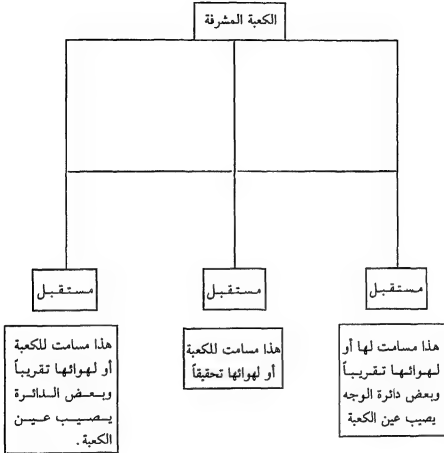 الكعبة المشرفة
مستقبل
هذا مسامت لها أو
لهوائها تقريباً
وبعض دائرة الوجه
يصيب عين الكعبة
مستقبل
هذا مسامت للكعبة
أو لهوائها تحقيقاً
مستقبل
هذا مسامت للكعبة
أو لهوائها تقريباً
وبعض الدائرة
يصيب عين
الكعبة.